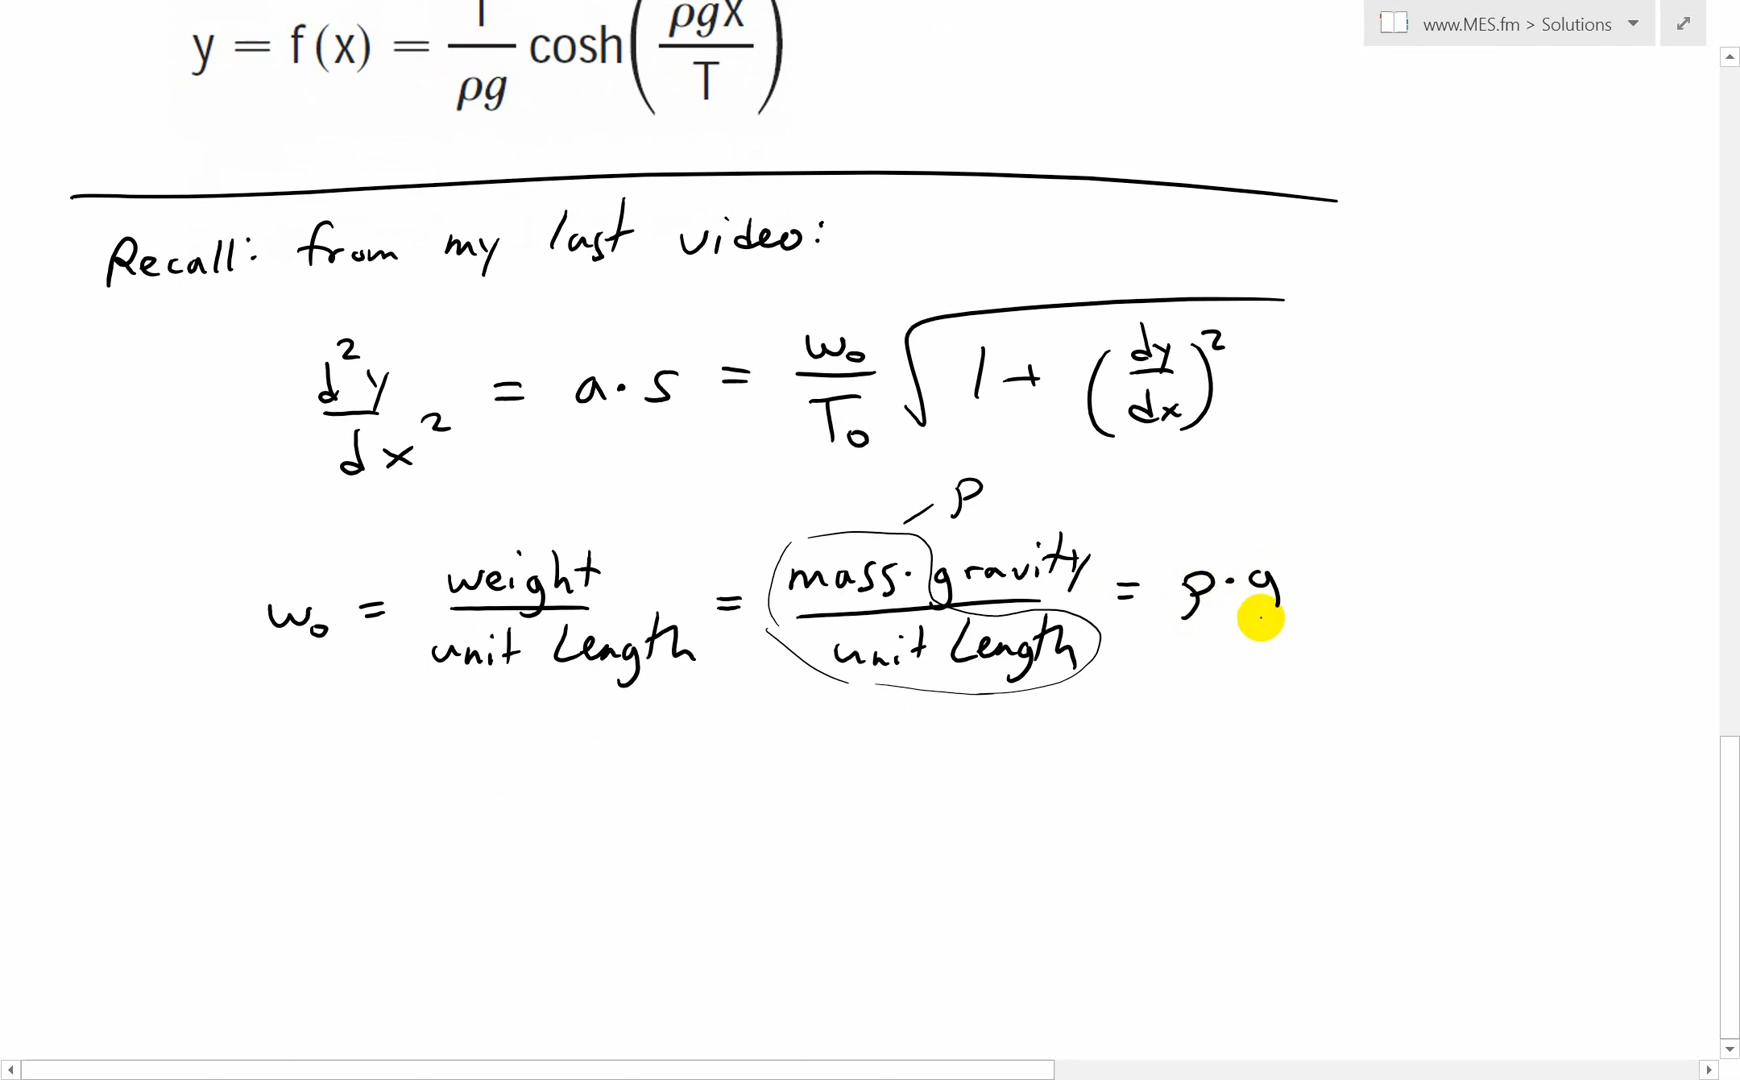 www.MES.fm > Solutions
y = f(x) = T/ρg cosh(ρgx/T)
Recall: from my last video:
d²y/dx² = a·s = w₀/T₀ √(1 + (dy/dx)²)
ρ
w₀ = weight/unit Length = mass·gravity/unit Length = ρ·g